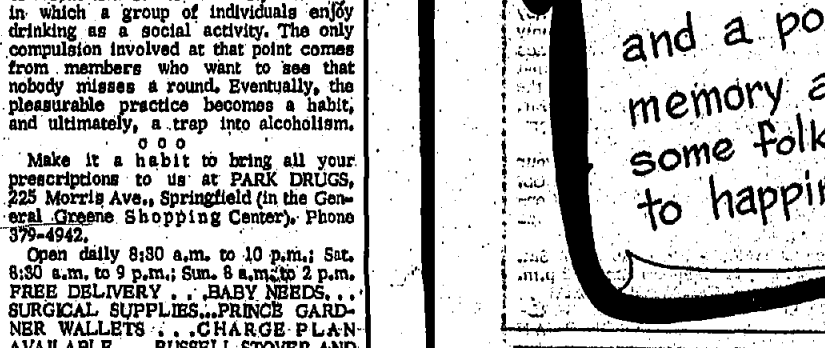 in which a group of individuals enjoy
drinking as a social activity. The only
compulsion involved at that point comes
from members who want to see that
nobody misses a round. Eventually, the
pleasurable practice becomes a habit,
and ultimately, a trap into alcoholism.
o o o
Make it a habit to bring all your
prescriptions to us at PARK DRUGS,
225 Morris Ave., Springfield (in the Gen-
eral Greene Shopping Center). Phone
379-4942.
Open daily 8:30 a.m. to 10 p.m.; Sat.
8:30 a.m. to 9 p.m.; Sun. 8 a.m. to 2 p.m.
FREE DELIVERY . . .BABY NEEDS. . .
SURGICAL SUPPLIES...PRINCE GARD-
NER WALLETS . . .CHARGE PLAN
AVAILABLE RUSSELL STOVER AND
and a po
memory a
some folk
to happin